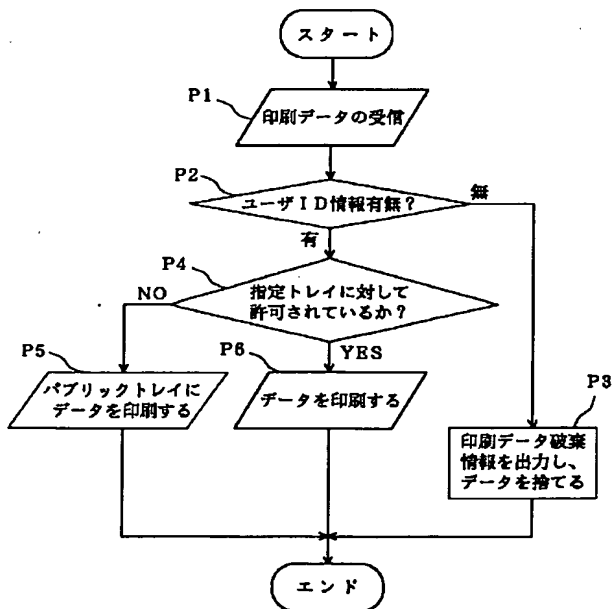 スタート
P1
印刷データの受信
P2
ユーザID情報有無?
無
有
P4
指定トレイに対して
許可されているか?
NO
YES
P5
パブリックトレイに
データを印刷する
P6
データを印刷する
P3
印刷データ破棄
情報を出力し、
データを捨てる
エンド